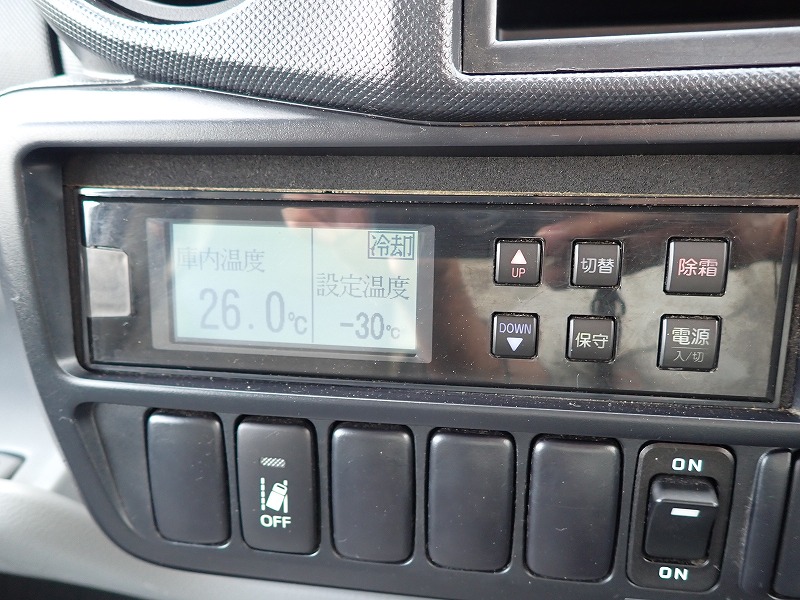 庫内温度
26.0℃
冷却
設定温度
-30℃
UP
切替
除霜
DOWN
保守
電源
入/切
OFF
ON
ON